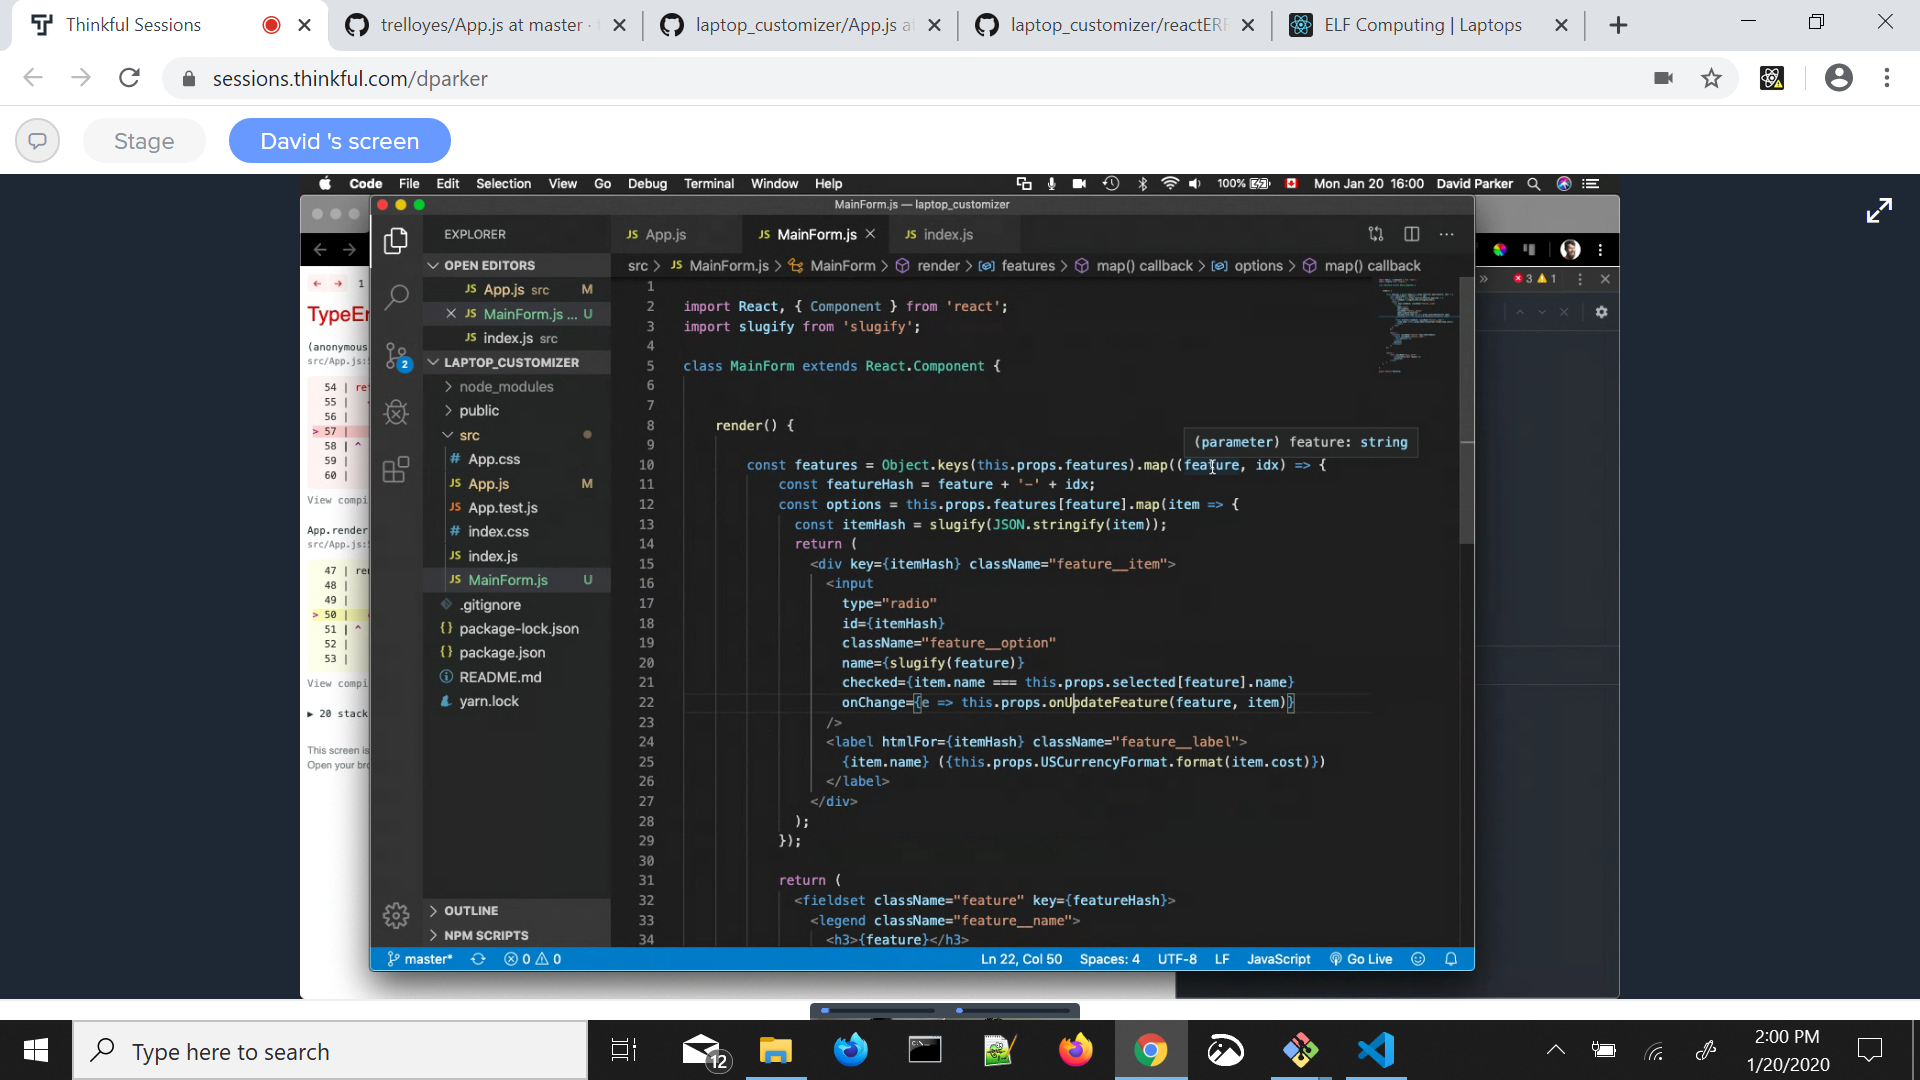 Thinkful Sessions
trelloyes/App.js at master ·
laptop_customizer/App.js at
laptop_customizer/reactERR
ELF Computing | Laptops
sessions.thinkful.com/dparker
Stage
David 's screen
Code File Edit Selection View Go Debug Terminal Window Help
100%
Mon Jan 20 16:00 David Parker
MainForm.js — laptop_customizer
EXPLORER
JS App.js
JS MainForm.js
JS index.js
OPEN EDITORS
JS App.js src M
JS MainForm.js ... U
JS index.js src
LAPTOP_CUSTOMIZER
node_modules
public
src
# App.css
JS App.js M
JS App.test.js
# index.css
JS index.js
JS MainForm.js U
.gitignore
{} package-lock.json
{} package.json
README.md
yarn.lock
OUTLINE
NPM SCRIPTS
2
src > JS MainForm.js > MainForm > render > features > map() callback > options > map() callback
1
2 import React, { Component } from 'react';
3 import slugify from 'slugify';
4
5 class MainForm extends React.Component {
6
7
8 render() {
9
(parameter) feature: string
10 const features = Object.keys(this.props.features).map((feature, idx) => {
11 const featureHash = feature + '-' + idx;
12 const options = this.props.features[feature].map(item => {
13 const itemHash = slugify(JSON.stringify(item));
14 return (
15 <div key={itemHash} className="feature__item">
16 <input
17 type="radio"
18 id={itemHash}
19 className="feature__option"
20 name={slugify(feature)}
21 checked={item.name === this.props.selected[feature].name}
22 onChange={e => this.props.onUpdateFeature(feature, item)}
23 />
24 <label htmlFor={itemHash} className="feature__label">
25 {item.name} ({this.props.USCurrencyFormat.format(item.cost)})
26 </label>
27 </div>
28 );
29 });
30
31 return (
32 <fieldset className="feature" key={featureHash}>
33 <legend className="feature__name">
34 <h3>{feature}</h3>
master*
0 0
Ln 22, Col 50 Spaces: 4 UTF-8 LF JavaScript Go Live
1
TypeEr
(anonymous
src/App.js:5
54 | ret
55 |
56 |
> 57 |
58 | ^
59 |
60 |
View compi
App.render
src/App.js:5
47 | ren
48 |
49 |
> 50 |
51 | ^
52 |
53 |
View compi
▶ 20 stack
This screen is
Open your bro
3 1
Type here to search
12
2:00 PM
1/20/2020